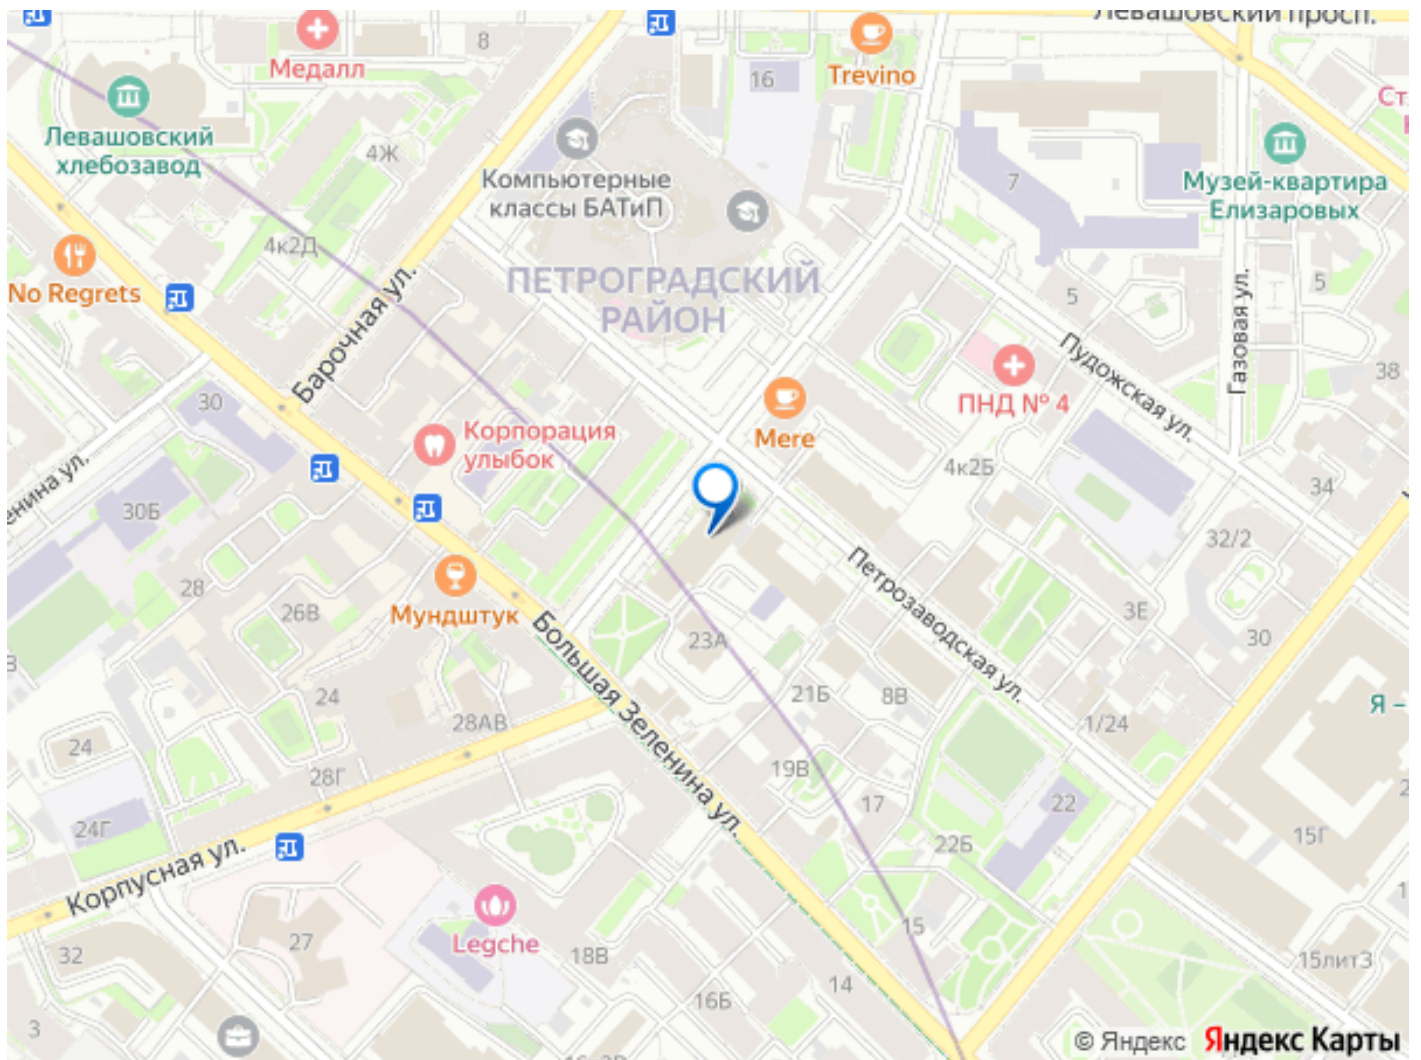 Левашовский просп.
8
Медалл
Trevino
16
Левашовский
хлебозавод
4Ж
Компьютерные
классы БАТиП
7
Музей-квартира
Елизаровых
4к2Д
No Regrets
ПЕТРОГРАДСКИЙ
РАЙОН
5
5
Барочная ул.
Газовая ул.
Пудожская ул.
38
30
ПНД № 4
Корпорация
улыбок
Mere
4к2Б
34
30Б
32/2
28
26В
Мундштук
Петрозаводская ул.
3Е
30
23А
Большая Зеленина ул.
24
21Б
8В
28АВ
1/24
Я –
24
28Г
19В
17
22
24Г
15Г
22Б
Корпусная ул.
Legche
27
32
18В
15
15лит3
14
16Б
3
© Яндекс Яндекс Карты